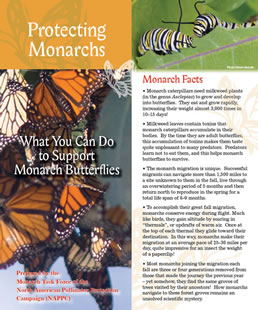 Protecting
Monarchs
What You Can Do
to Support
Monarch Butterflies
Prepared by the
Monarch Task Force of the
North American Pollinator Protection
Campaign (NAPPC)
Monarch Facts
• Monarch caterpillars need milkweed plants
(in the genus Asclepias) to grow and develop
into butterflies. They eat and grow rapidly,
increasing their weight almost 3,000 times in
10-15 days!
• Milkweed leaves contain toxins that
monarch caterpillars accumulate in their
bodies. By the time they are adult butterflies,
this accumulation of toxins makes them taste
quite unpleasant to many predators. Predators
learn not to eat them, and this helps monarch
butterflies to survive.
• The monarch migration is unique. Successful
migrants can navigate more than 1,500 miles to
a site unknown to them in the fall, live through
an overwintering period of 5 months and then
return north to reproduce in the spring for a
total life span of 6-9 months.
• To accomplish their great fall migration,
monarchs conserve energy during flight. Much
like birds, they gain altitude by soaring in
"thermals", or updrafts of warm air. Once at
the top of each thermal they glide toward their
destination. In this way, monarchs make their
migration at an average pace of 25-30 miles per
day, quite impressive for an insect the weight
of a paperclip!
• Most monarchs joining the migration each
fall are three or four generations removed from
those that made the journey the previous year
– yet somehow, they find the same groves of
trees visited by their ancestors! How monarchs
navigate to these forest groves remains an
unsolved scientific mystery.